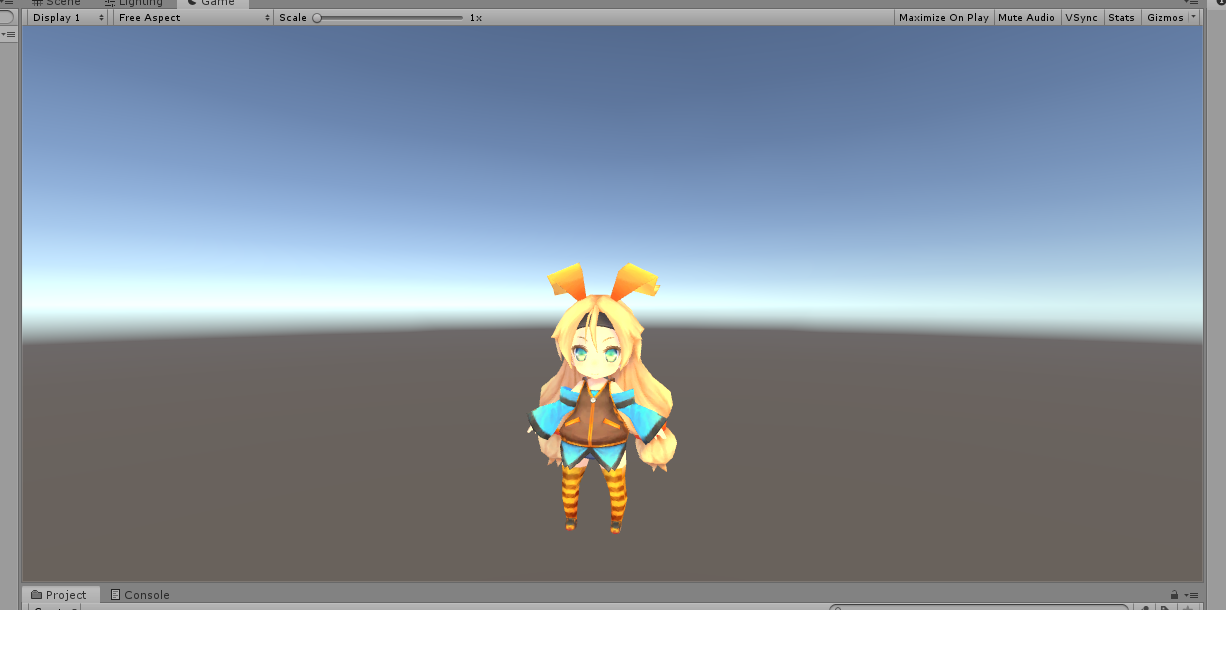 Scene Lighting Game
Display 1 Free Aspect Scale 1x Maximize On Play Mute Audio VSync Stats Gizmos
Project Console